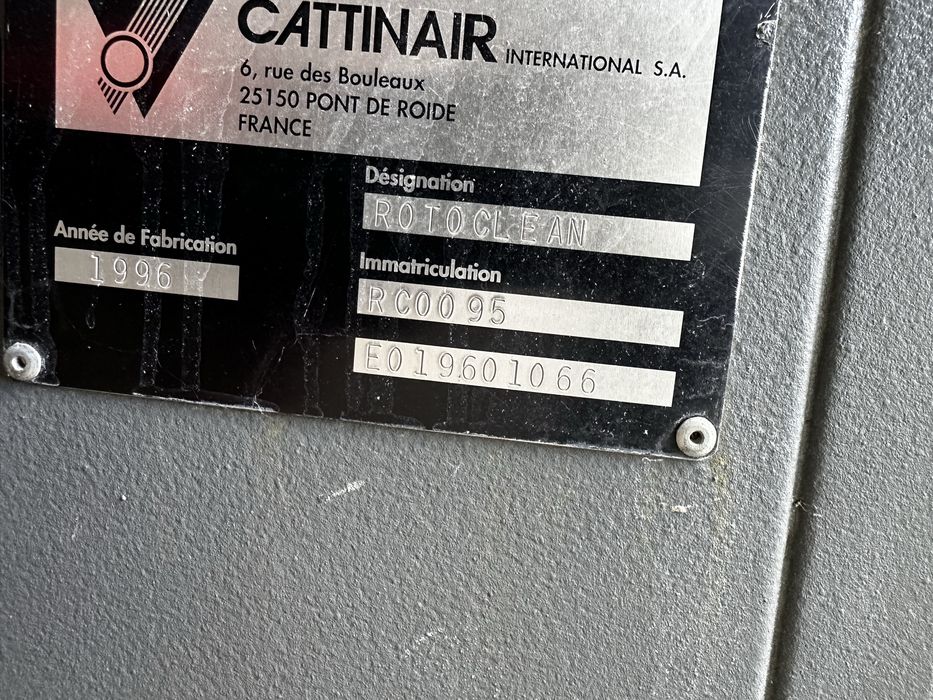 CATTINAIR INTERNATIONAL S.A.
6, rue des Bouleaux
25150 PONT DE ROIDE
FRANCE
Désignation
ROTOCLEAN
Année de Fabrication
1996
Immatriculation
RC0095
E019601066